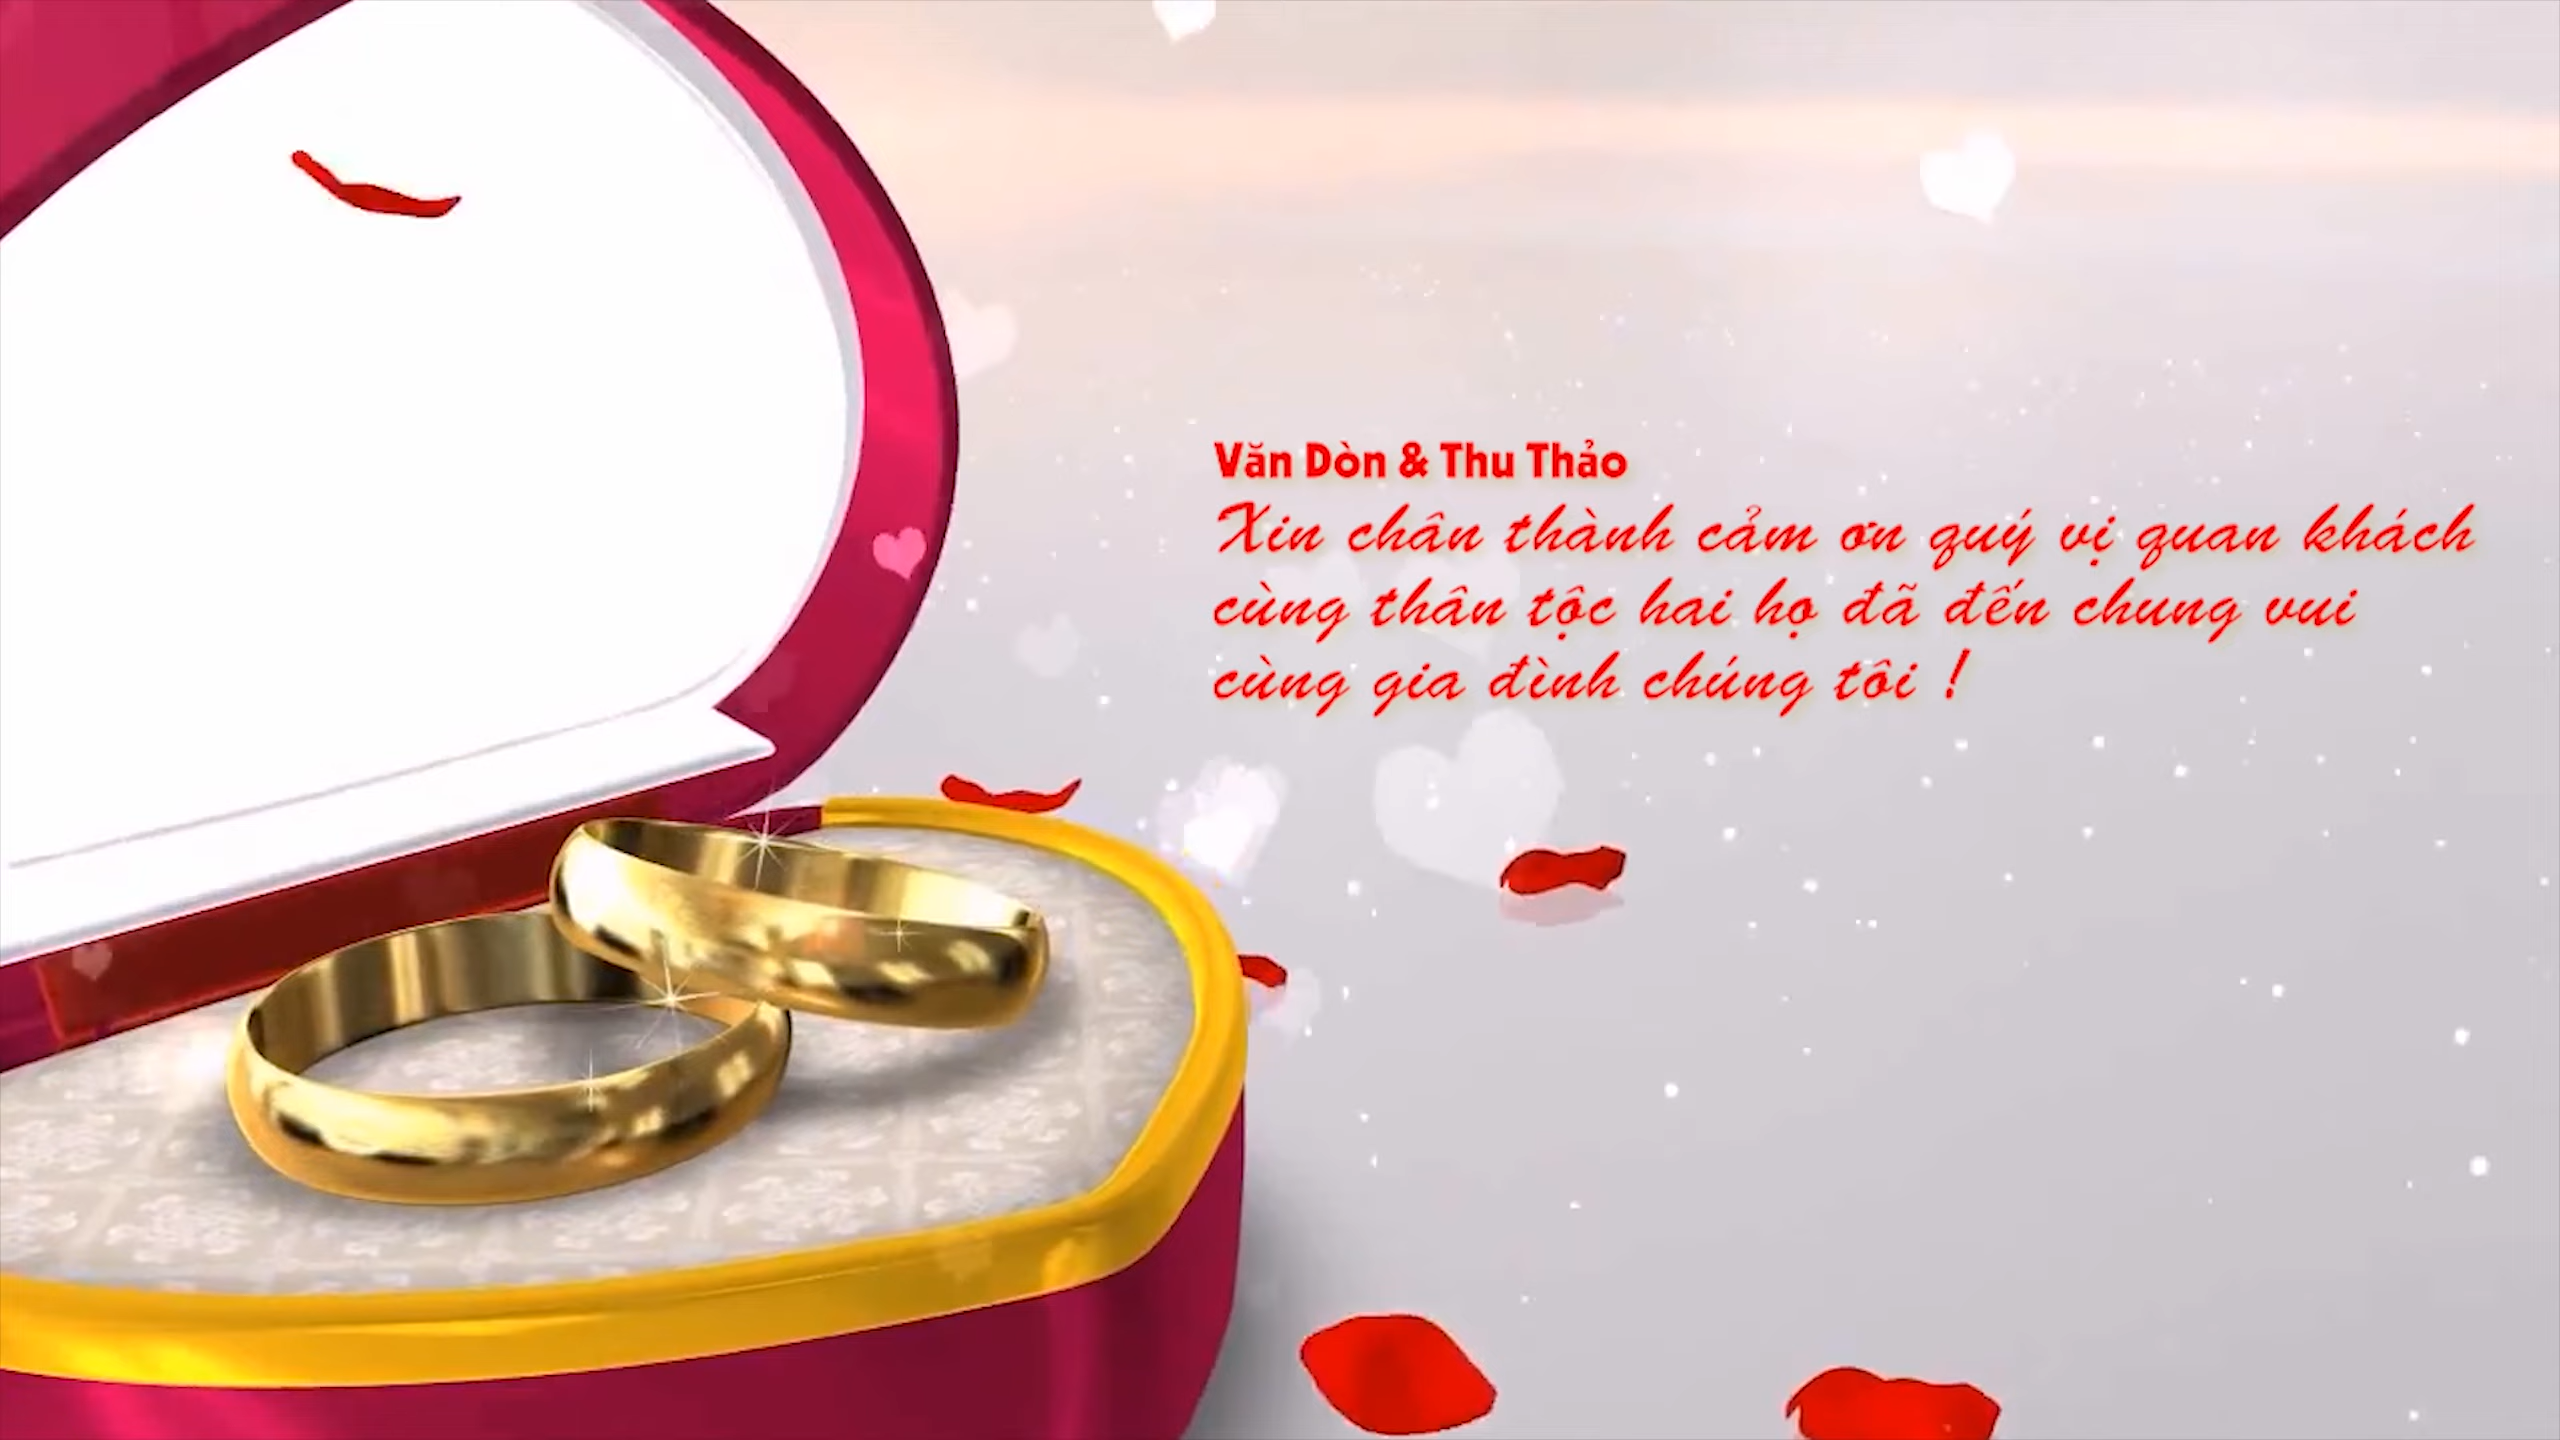 Văn Dòn & Thu Thảo
Xin chân thành cảm ơn quý vị quan khách
cùng thân tộc hai họ đã đến chung vui
cùng gia đình chúng tôi !